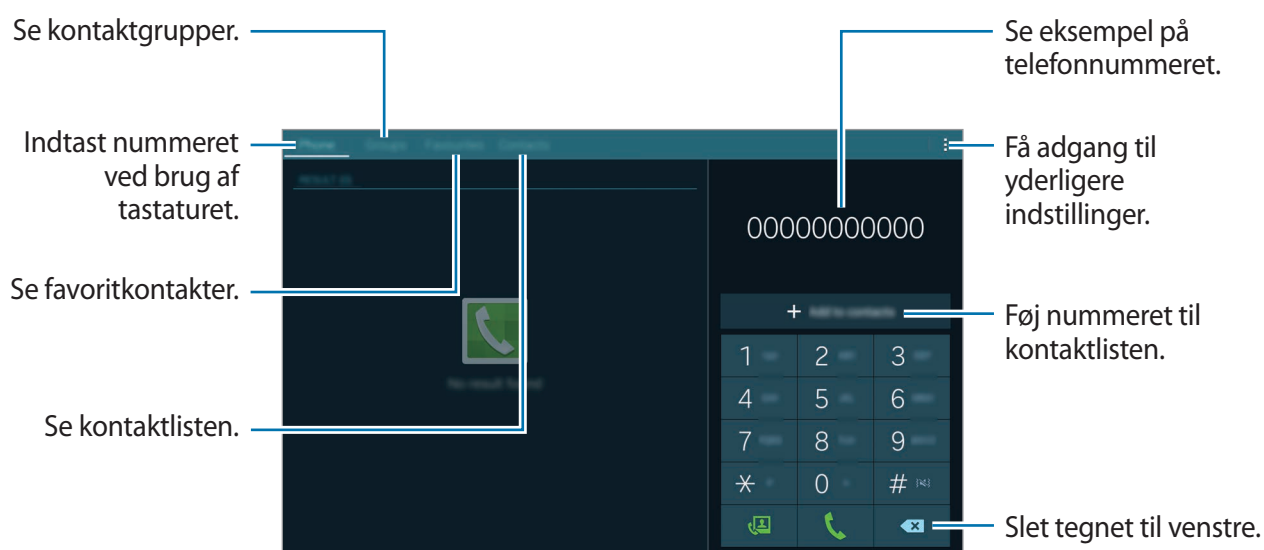 Se kontaktgrupper.
Indtast nummeret
ved brug af
tastaturet.
Se favoritkontakter.
Se kontaktlisten.
Se eksempel på
telefonnummeret.
Få adgang til
yderligere
indstillinger.
Føj nummeret til
kontaktlisten.
Slet tegnet til venstre.
Phone Groups Favourites Contacts
No result found
00000000000
+ Add to contacts
1 2 3
4 5 6
7 8 9
* 0 #